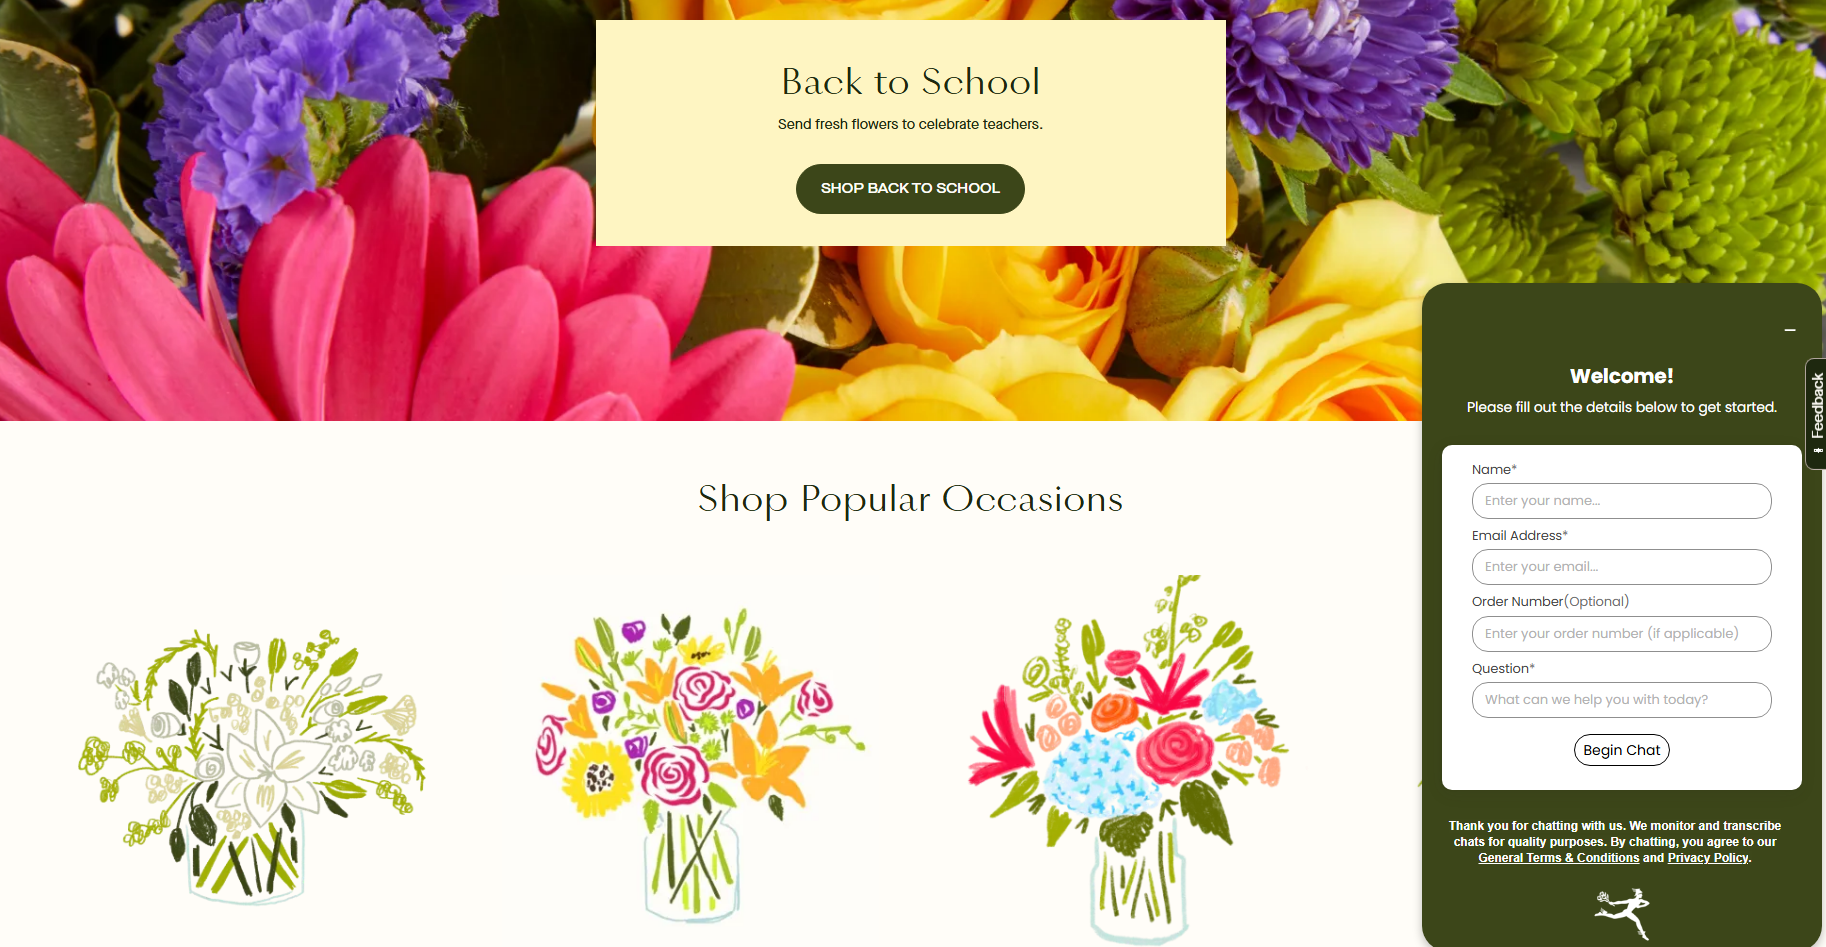 Back to School
Send fresh flowers to celebrate teachers.
SHOP BACK TO SCHOOL
Shop Popular Occasions
Welcome!
Please fill out the details below to get started.
Name*
Enter your name...
Email Address*
Enter your email...
Order Number(Optional)
Enter your order number (if applicable)
Question*
What can we help you with today?
Begin Chat
Thank you for chatting with us. We monitor and transcribe
chats for quality purposes. By chatting, you agree to our
General Terms & Conditions and Privacy Policy.
Feedback